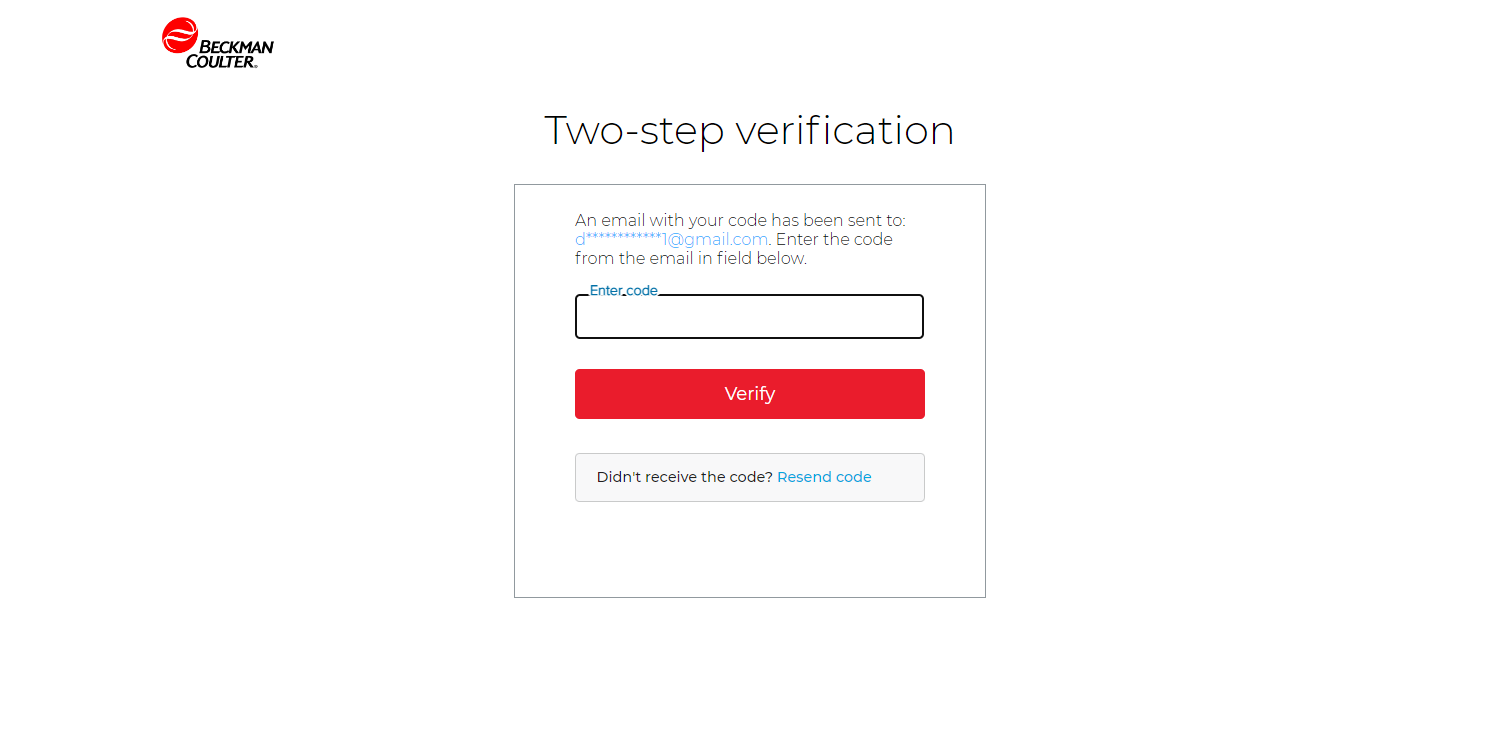 BECKMAN
COULTER
Two-step verification
An email with your code has been sent to:
d************1@gmail.com. Enter the code
from the email in field below.
Enter code
Verify
Didn't receive the code? Resend code